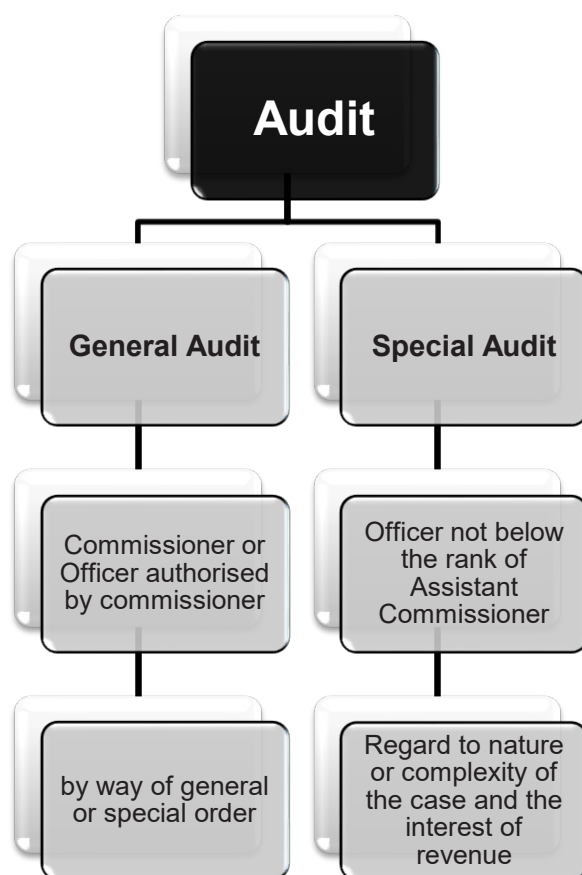 Audit
General Audit
Special Audit
Commissioner or
Officer authorised
by commissioner
Officer not below
the rank of
Assistant
Commissioner
by way of general
or special order
Regard to nature
or complexity of
the case and the
interest of
revenue